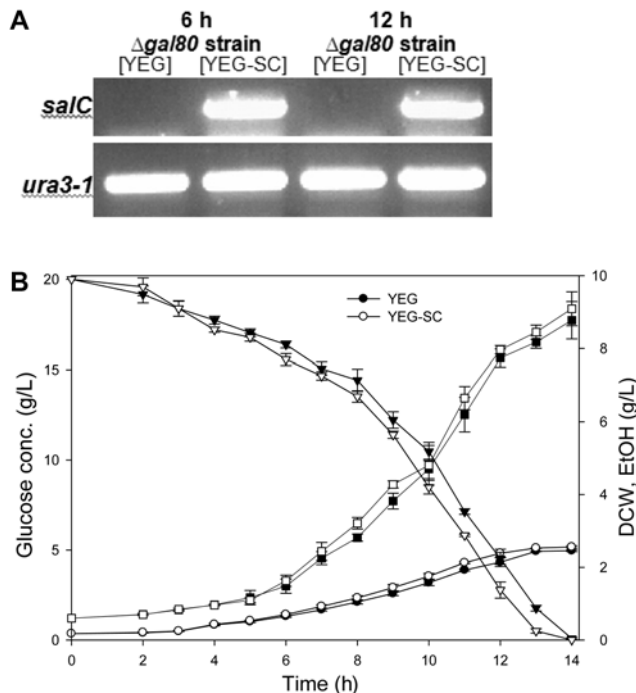 A
6 h
12 h
Δgal80 strain
Δgal80 strain
[YEG] [YEG-SC] [YEG] [YEG-SC]
salC
ura3-1
B
YEG
YEG-SC
Glucose conc. (g/L)
20
15
10
5
0
DCW, EtOH (g/L)
10
8
6
4
2
0
0 2 4 6 8 10 12 14
Time (h)